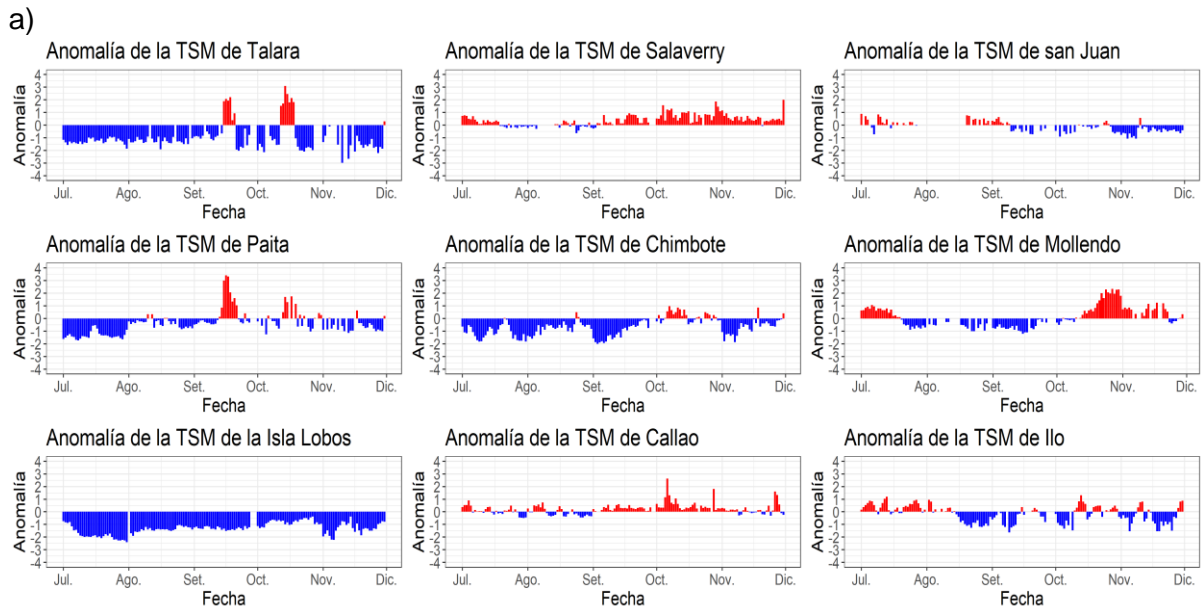 a)
Anomalía de la TSM de Talara
Anomalía
4
3
2
1
0
-1
-2
-3
-4
Jul. Ago. Set. Oct. Nov. Dic.
Fecha
Anomalía de la TSM de Salaverry
Anomalía
4
3
2
1
0
-1
-2
-3
-4
Jul. Ago. Set. Oct. Nov. Dic.
Fecha
Anomalía de la TSM de san Juan
Anomalía
4
3
2
1
0
-1
-2
-3
-4
Jul. Ago. Set. Oct. Nov. Dic.
Fecha
Anomalía de la TSM de Paita
Anomalía
4
3
2
1
0
-1
-2
-3
-4
Jul. Ago. Set. Oct. Nov. Dic.
Fecha
Anomalía de la TSM de Chimbote
Anomalía
4
3
2
1
0
-1
-2
-3
-4
Jul. Ago. Set. Oct. Nov. Dic.
Fecha
Anomalía de la TSM de Mollendo
Anomalía
4
3
2
1
0
-1
-2
-3
-4
Jul. Ago. Set. Oct. Nov. Dic.
Fecha
Anomalía de la TSM de la Isla Lobos
Anomalía
4
3
2
1
0
-1
-2
-3
-4
Jul. Ago. Set. Oct. Nov. Dic.
Fecha
Anomalía de la TSM de Callao
Anomalía
4
3
2
1
0
-1
-2
-3
-4
Jul. Ago. Set. Oct. Nov. Dic.
Fecha
Anomalía de la TSM de Ilo
Anomalía
4
3
2
1
0
-1
-2
-3
-4
Jul. Ago. Set. Oct. Nov. Dic.
Fecha